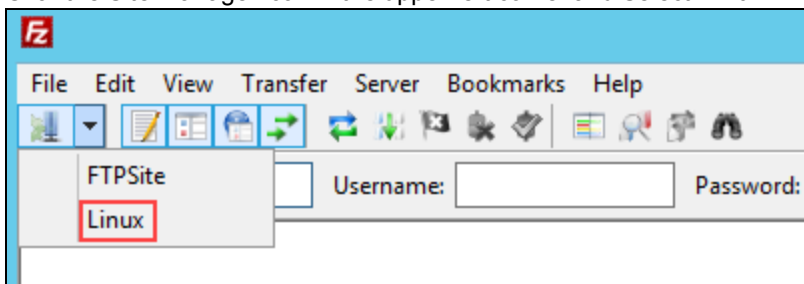 Fz
File Edit View Transfer Server Bookmarks Help
FTPSite
Username:
Password:
Linux